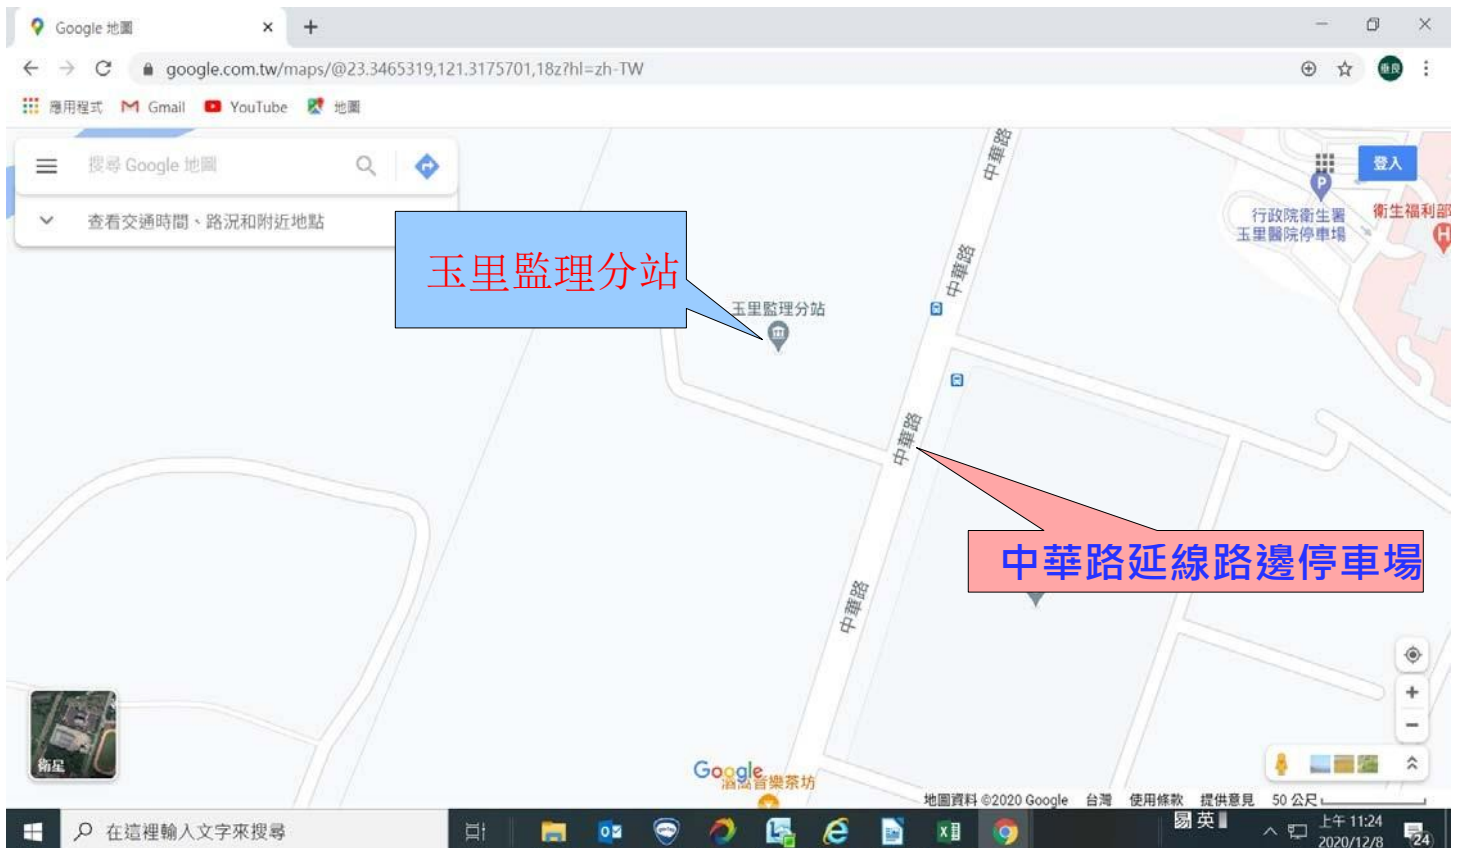 Google 地圖
google.com.tw/maps/@23.3465319,121.3175701,18z?hl=zh-TW
垂良
應用程式 Gmail YouTube 地圖
搜尋 Google 地圖
登入
查看交通時間、路況和附近地點
中華路
行政院衛生署
玉里醫院停車場
衛生福利部
玉里監理分站
中華路
玉里監理分站
中華路
中華路延線路邊停車場
中華路
衛星
Google
音樂茶坊
地圖資料 ©2020 Google 台灣 使用條款 提供意見 50 公尺
在這裡輸入文字來搜尋
英
上午 11:24
2020/12/8
24